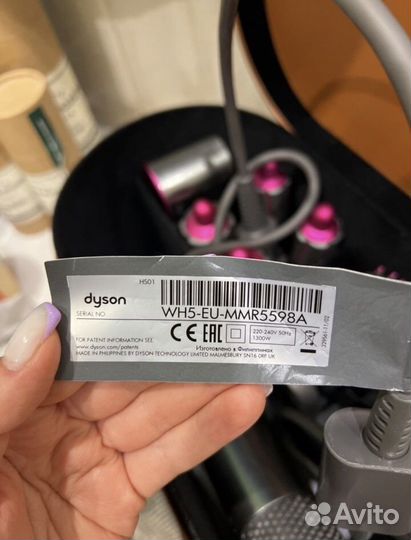 HS01
dyson
SERIAL NO
WH5-EU-MMR5598A
CE EAC
220-240V 50Hz
1300W
FOR PATENT INFORMATION SEE
www.dyson.com/patents
Изготовлено в Филиппинах
MADE IN PHILIPPINES BY DYSON TECHNOLOGY LIMITED MALMESBURY SN16 0RP, UK
Avito